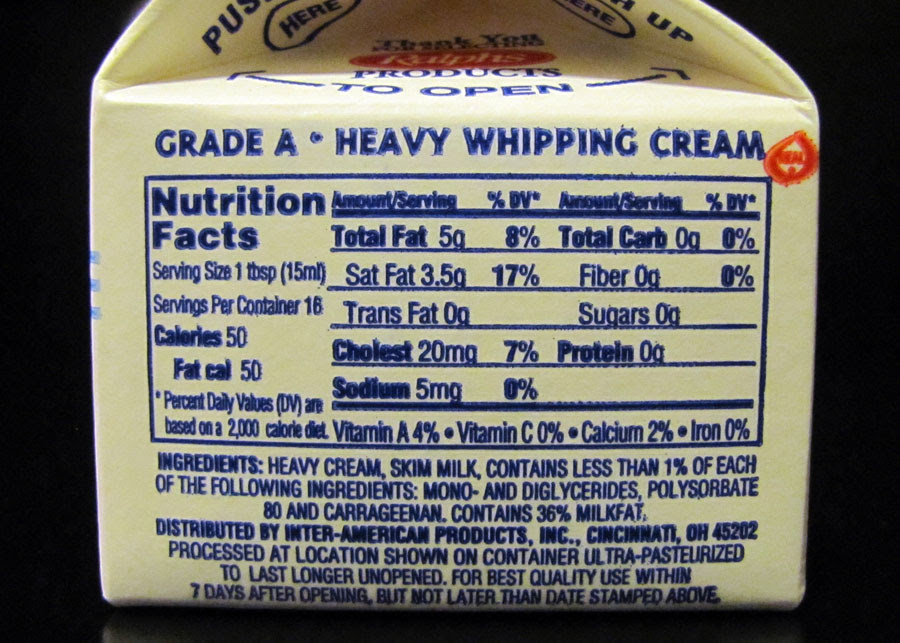 PUS HERE HERE H UP
Thank You
FOR SELECTING
Ralphs
PRODUCTS
TO OPEN
GRADE A • HEAVY WHIPPING CREAM
REAL
Nutrition Facts
Serving Size 1 tbsp (15ml)
Servings Per Container 16
Calories 50
Fat cal 50
* Percent Daily Values (DV) are
based on a 2,000 calorie diet.
Amount/Serving % DV* Amount/Serving % DV*
Total Fat 5g 8% Total Carb 0g 0%
Sat Fat 3.5g 17% Fiber 0g 0%
Trans Fat 0g Sugars 0g
Cholest 20mg 7% Protein 0g
Sodium 5mg 0%
Vitamin A 4% • Vitamin C 0% • Calcium 2% • Iron 0%
INGREDIENTS: HEAVY CREAM, SKIM MILK, CONTAINS LESS THAN 1% OF EACH
OF THE FOLLOWING INGREDIENTS: MONO- AND DIGLYCERIDES, POLYSORBATE
80 AND CARRAGEENAN. CONTAINS 36% MILKFAT.
DISTRIBUTED BY INTER-AMERICAN PRODUCTS, INC., CINCINNATI, OH 45202
PROCESSED AT LOCATION SHOWN ON CONTAINER ULTRA-PASTEURIZED
TO LAST LONGER UNOPENED. FOR BEST QUALITY USE WITHIN
7 DAYS AFTER OPENING, BUT NOT LATER THAN DATE STAMPED ABOVE.